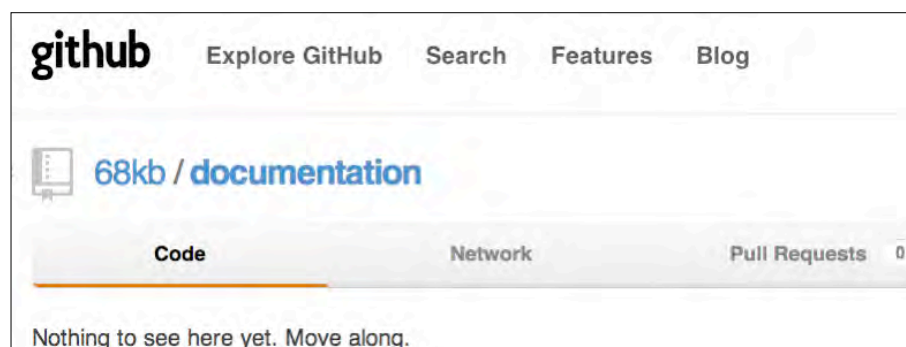 github Explore GitHub Search Features Blog
68kb / documentation
Code Network Pull Requests 0
Nothing to see here yet. Move along.